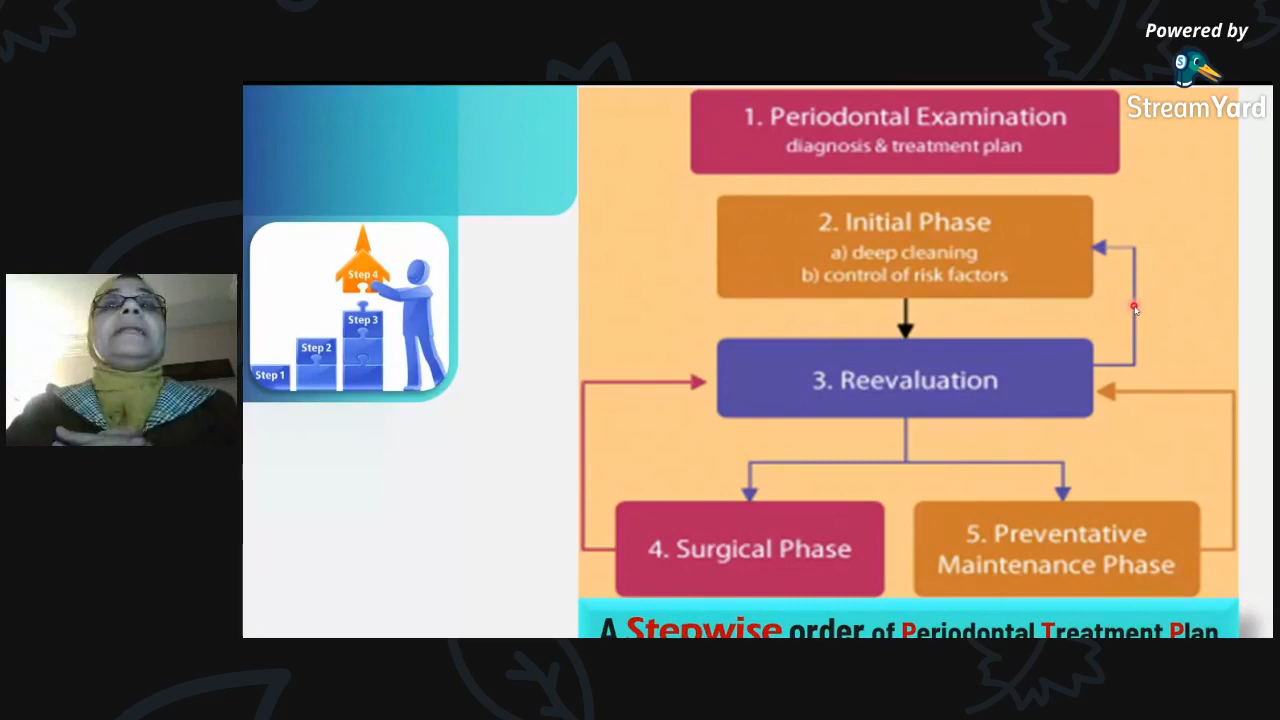 Powered by
StreamYard
1. Periodontal Examination
diagnosis & treatment plan
2. Initial Phase
a) deep cleaning
b) control of risk factors
Step 4
Step 3
Step 2
Step 1
3. Reevaluation
4. Surgical Phase
5. Preventative
Maintenance Phase
A Stepwise order of Periodontal Treatment Plan